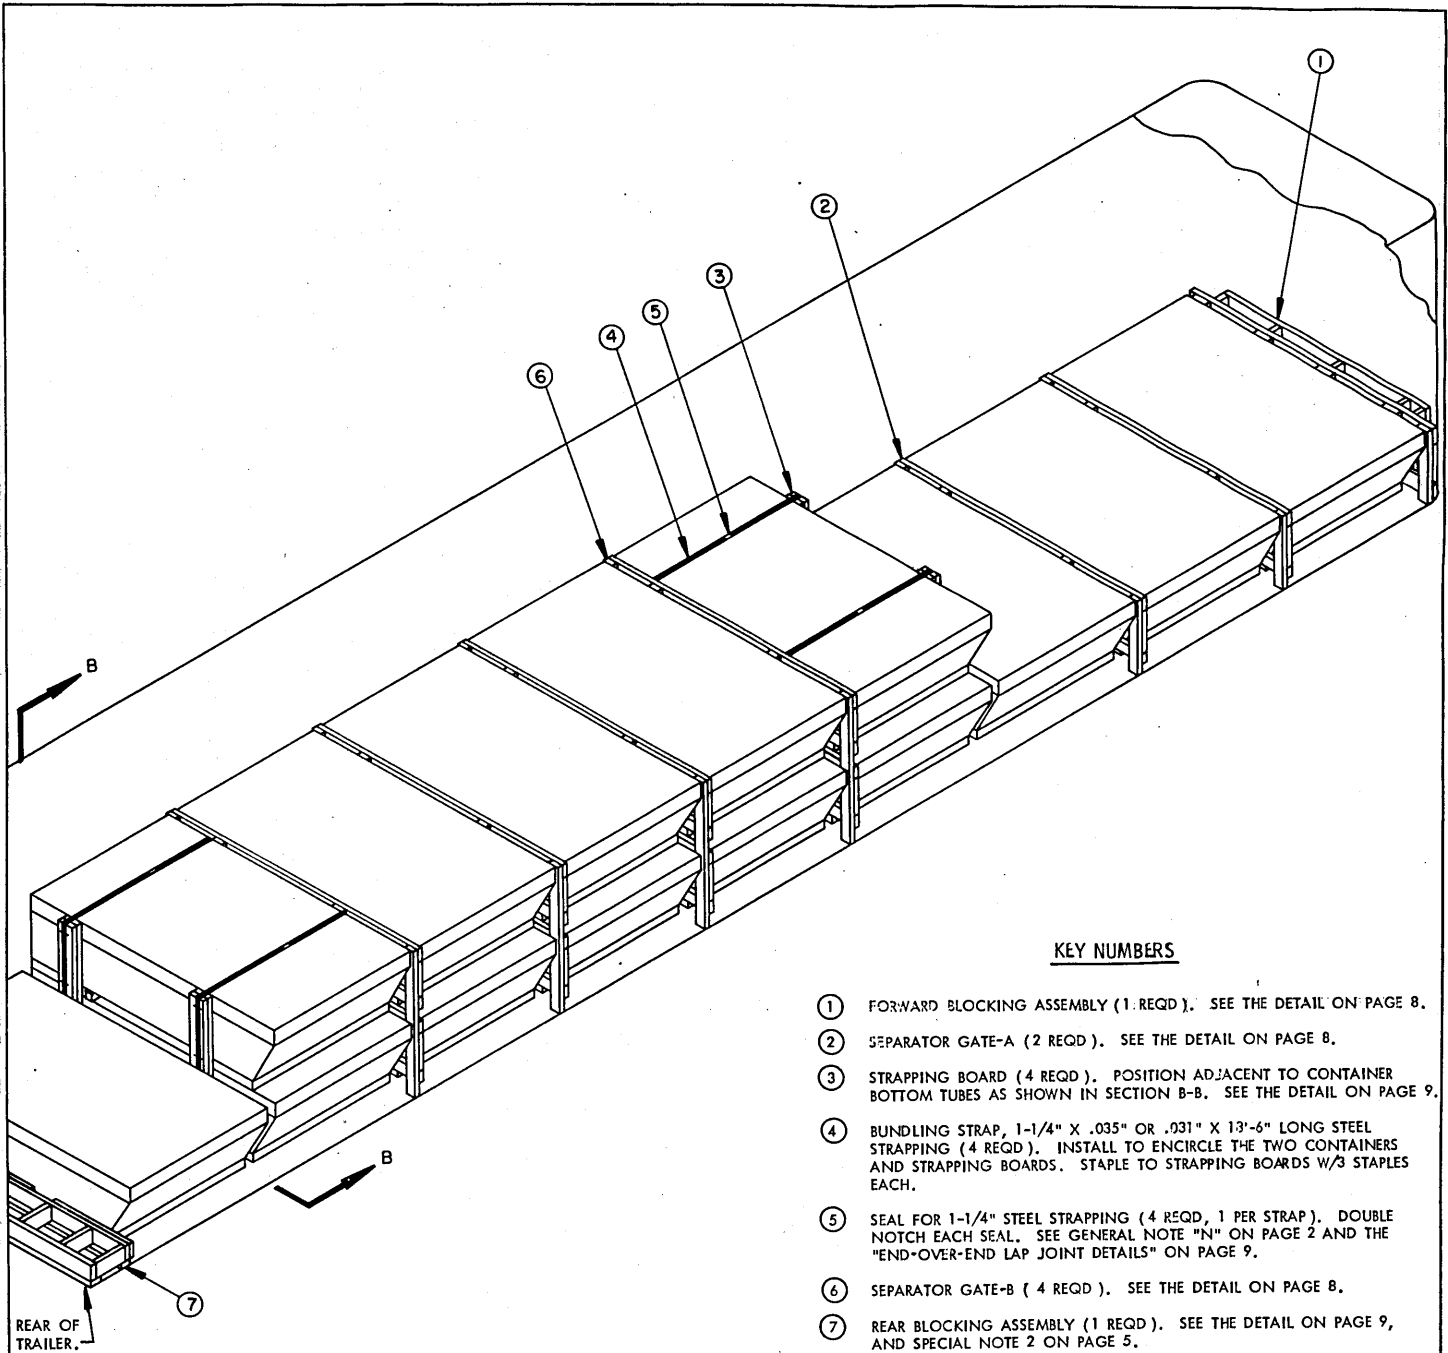 1
2
3
5
4
6
B
B
7
REAR OF
TRAILER.
KEY NUMBERS
1 FORWARD BLOCKING ASSEMBLY (1 REQD). SEE THE DETAIL ON PAGE 8.
2 SEPARATOR GATE-A (2 REQD). SEE THE DETAIL ON PAGE 8.
3 STRAPPING BOARD (4 REQD). POSITION ADJACENT TO CONTAINER
BOTTOM TUBES AS SHOWN IN SECTION B-B. SEE THE DETAIL ON PAGE 9.
4 BUNDLING STRAP, 1-1/4" X .035" OR .031" X 13'-6" LONG STEEL
STRAPPING (4 REQD). INSTALL TO ENCIRCLE THE TWO CONTAINERS
AND STRAPPING BOARDS. STAPLE TO STRAPPING BOARDS W/3 STAPLES
EACH.
5 SEAL FOR 1-1/4" STEEL STRAPPING (4 REQD, 1 PER STRAP). DOUBLE
NOTCH EACH SEAL. SEE GENERAL NOTE "N" ON PAGE 2 AND THE
"END-OVER-END LAP JOINT DETAILS" ON PAGE 9.
6 SEPARATOR GATE-B (4 REQD). SEE THE DETAIL ON PAGE 8.
7 REAR BLOCKING ASSEMBLY (1 REQD). SEE THE DETAIL ON PAGE 9,
AND SPECIAL NOTE 2 ON PAGE 5.